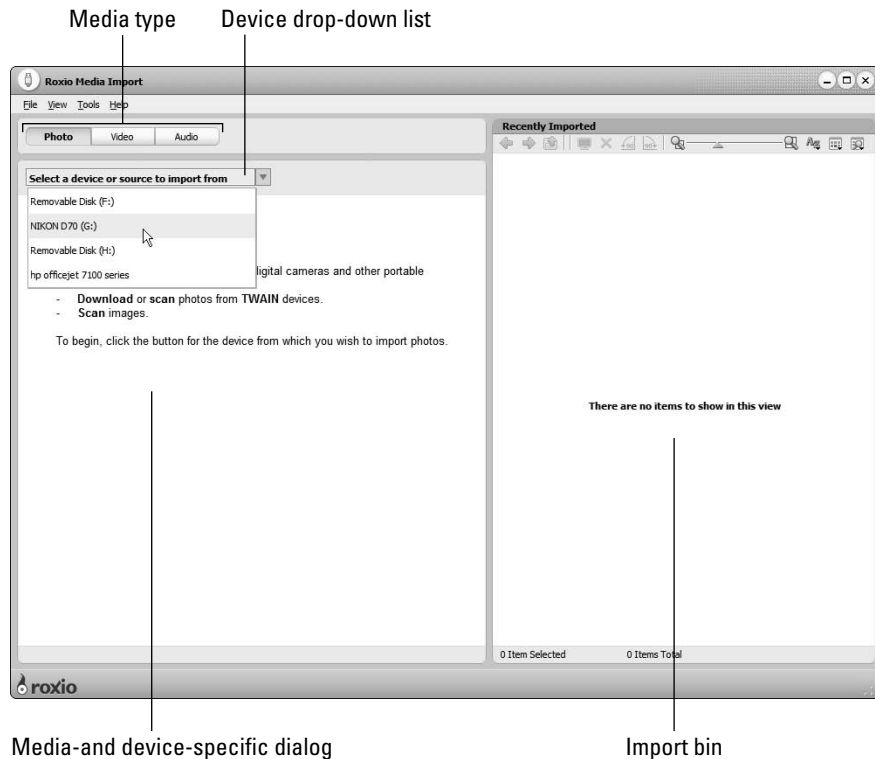 Media type
Device drop-down list
Roxio Media Import
File View Tools Help
Photo Video Audio
Select a device or source to import from
Removable Disk (F:)
NIKON D70 (G:)
Removable Disk (H:)
hp officejet 7100 series
digital cameras and other portable
- Download or scan photos from TWAIN devices.
- Scan images.
To begin, click the button for the device from which you wish to import photos.
Recently Imported
There are no items to show in this view
0 Item Selected 0 Items Total
roxio
Media-and device-specific dialog
Import bin